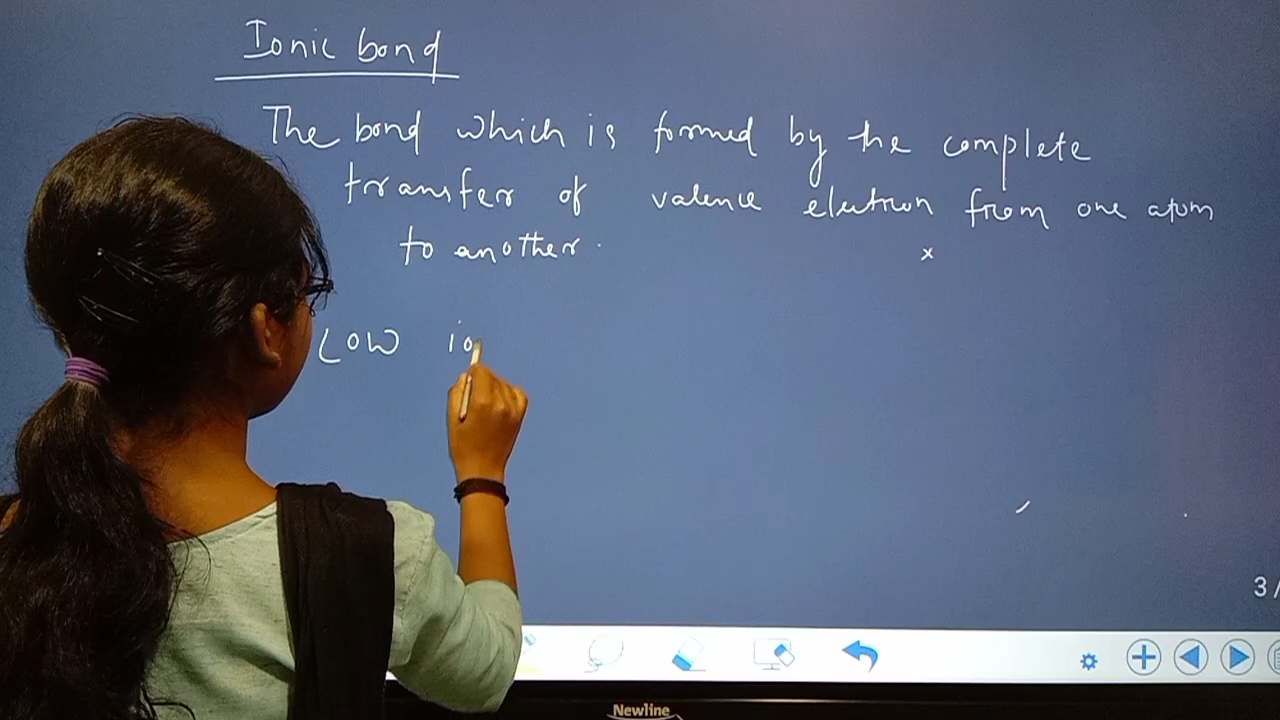 Ionic bond
The bond which is formed by the complete
transfer of valence electron from one atom
to another.
x
LOW io
3/
Newline